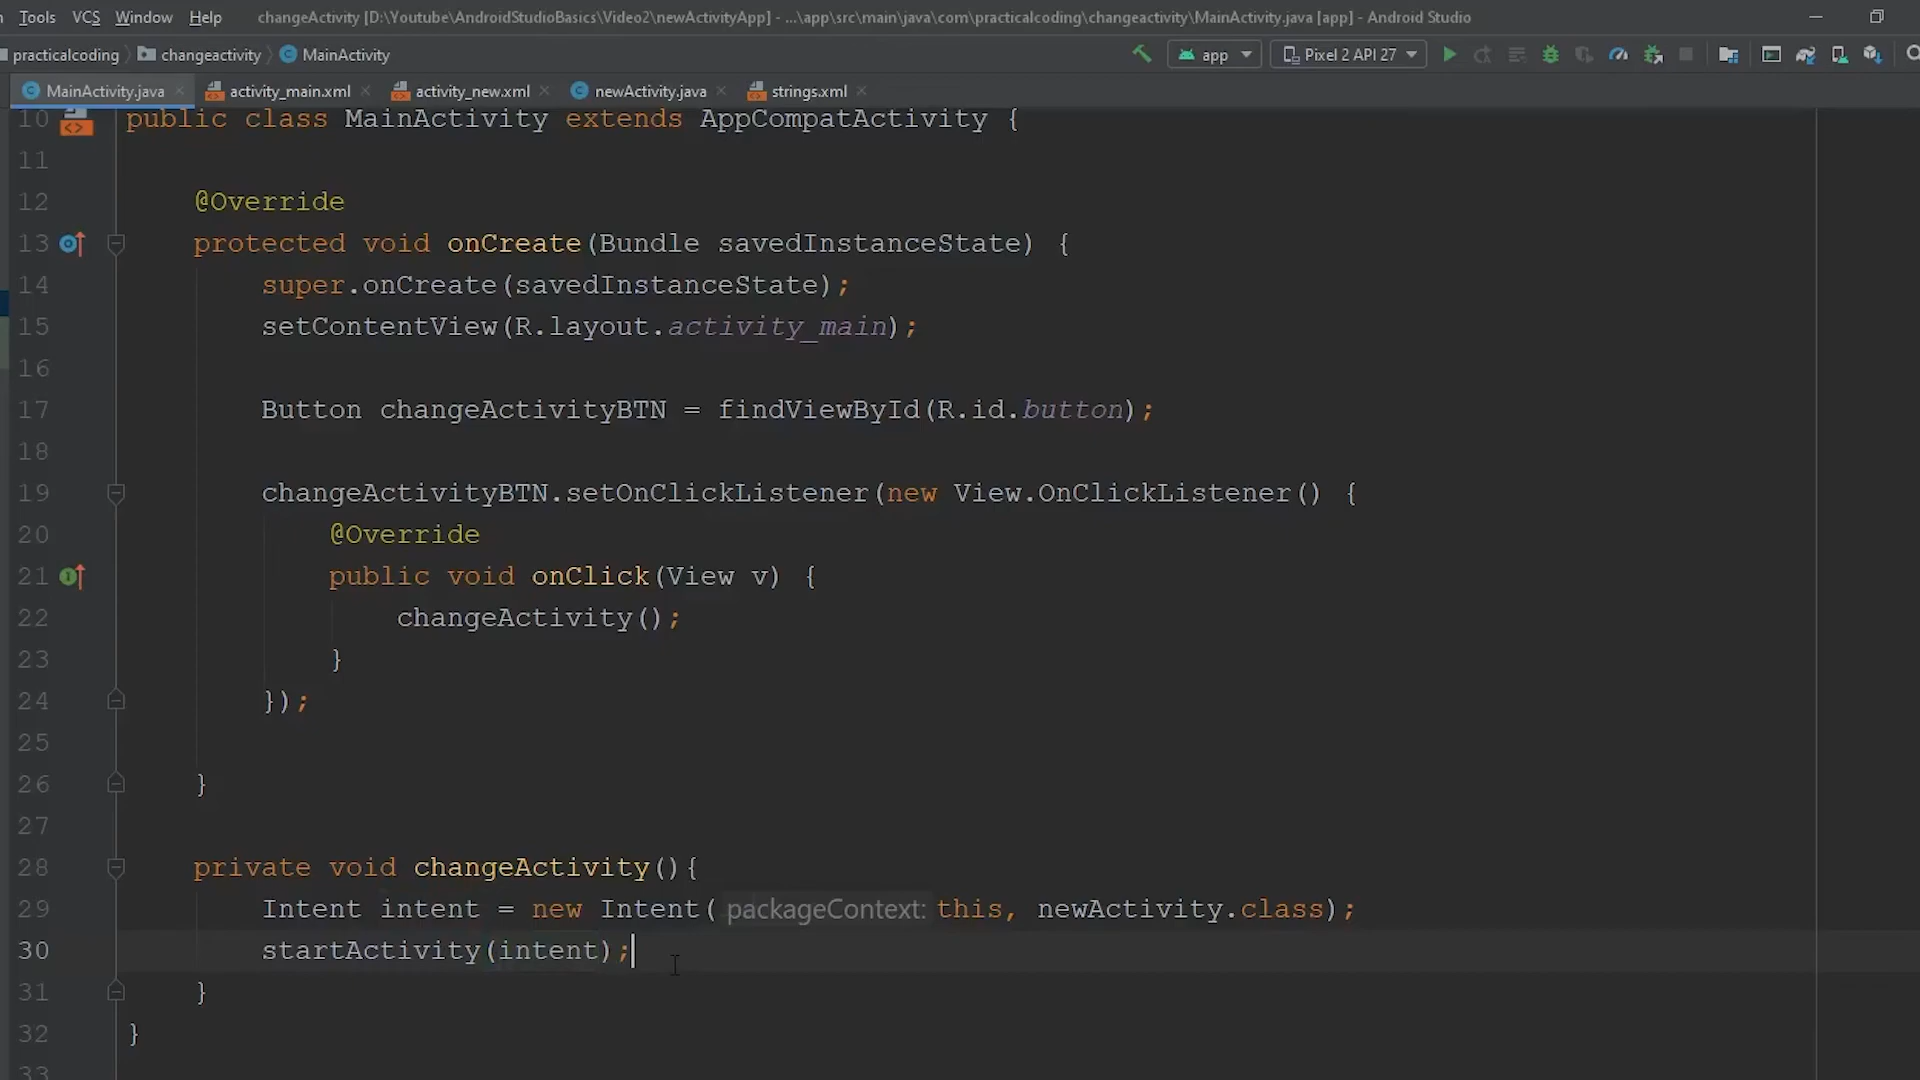 Tools VCS Window Help changeActivity [D:\Youtube\AndroidStudioBasics\Video2\newActivityApp] - ...\app\src\main\java\com\practicalcoding\changeactivity\MainActivity.java [app] - Android Studio
practicalcoding changeactivity MainActivity app Pixel 2 API 27
MainActivity.java activity_main.xml activity_new.xml newActivity.java strings.xml
10 public class MainActivity extends AppCompatActivity {
11
12 @Override
13 protected void onCreate(Bundle savedInstanceState) {
14 super.onCreate(savedInstanceState);
15 setContentView(R.layout.activity_main);
16
17 Button changeActivityBTN = findViewById(R.id.button);
18
19 changeActivityBTN.setOnClickListener(new View.OnClickListener() {
20 @Override
21 public void onClick(View v) {
22 changeActivity();
23 }
24 });
25
26 }
27
28 private void changeActivity(){
29 Intent intent = new Intent( packageContext: this, newActivity.class);
30 startActivity(intent);
31 }
32 }
33